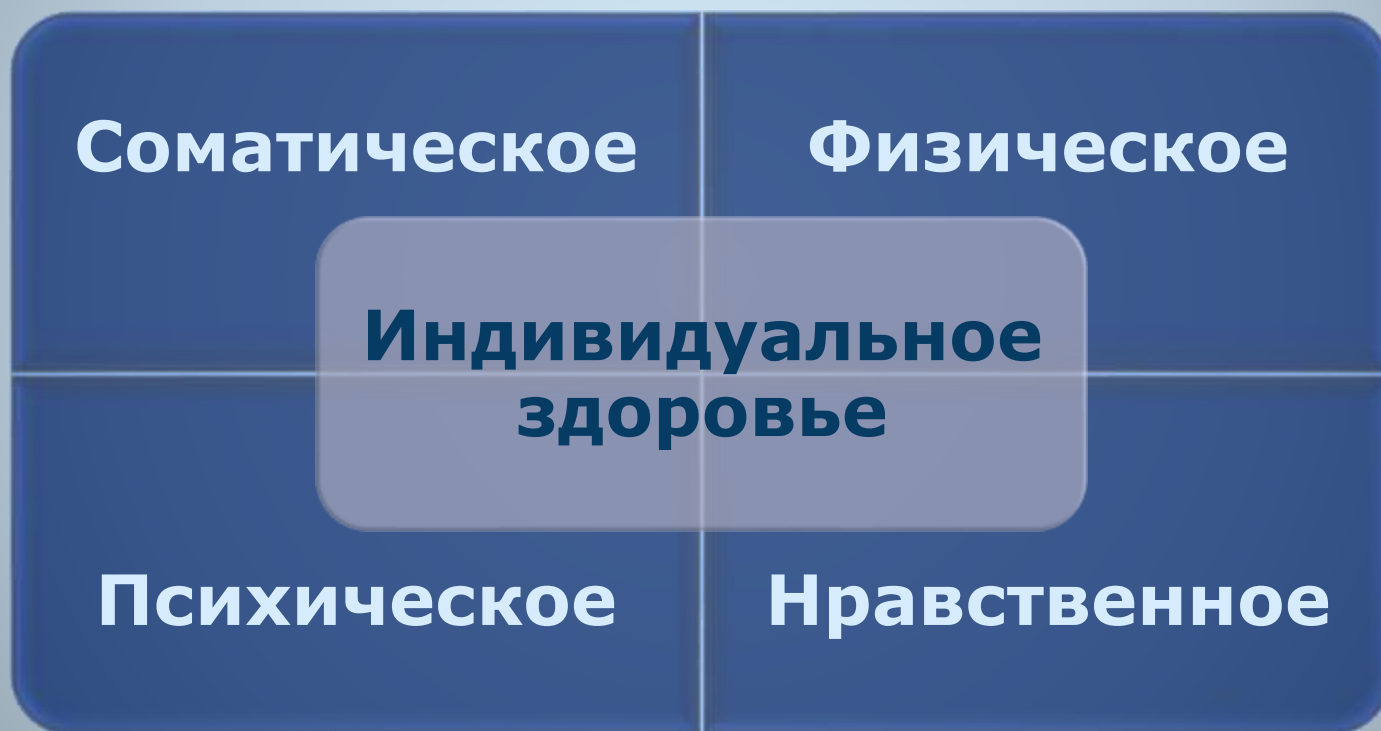 Соматическое
Физическое
Индивидуальное
здоровье
Психическое
Нравственное